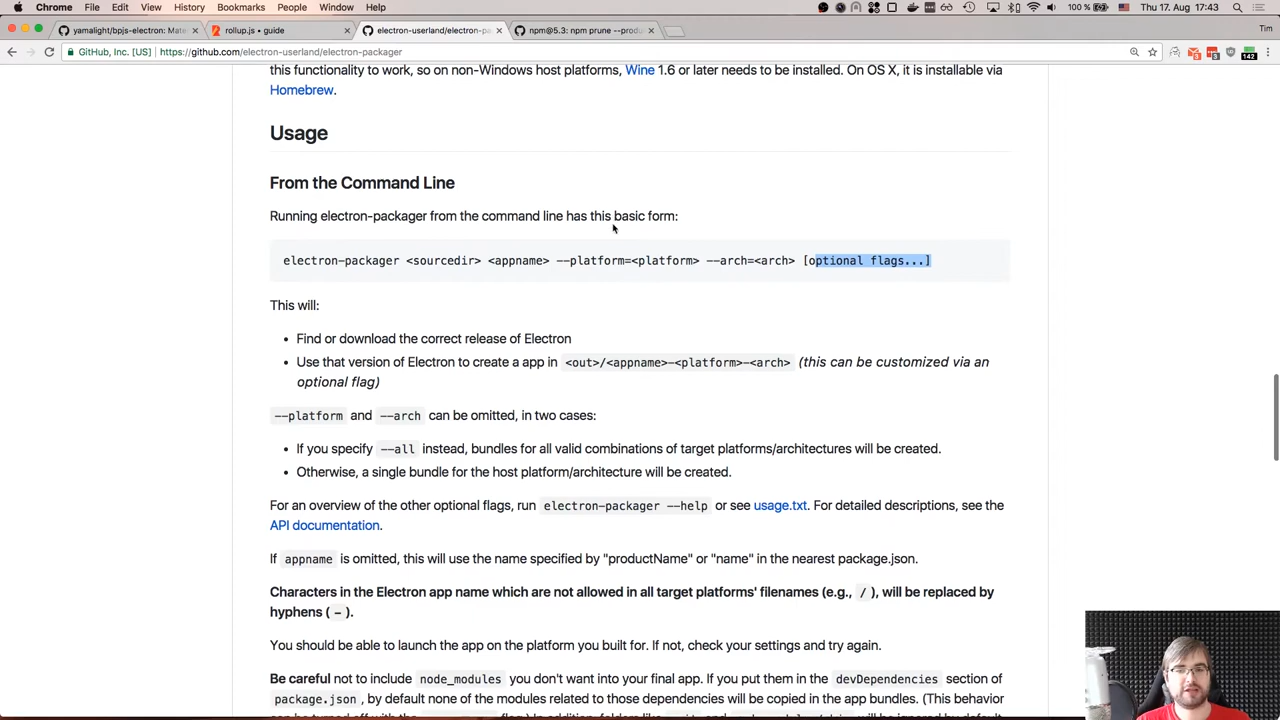 Chrome File Edit View History Bookmarks People Window Help 100 % Thu 17. Aug 17:43
yamalight/bpjs-electron: Mate rollup.js • guide electron-userland/electron-pa npm@5.3: npm prune --produ Tim
GitHub, Inc. [US] https://github.com/electron-userland/electron-packager
this functionality to work, so on non-Windows host platforms, Wine 1.6 or later needs to be installed. On OS X, it is installable via
Homebrew.
Usage
From the Command Line
Running electron-packager from the command line has this basic form:
electron-packager <sourcedir> <appname> --platform=<platform> --arch=<arch> [optional flags...]
This will:
• Find or download the correct release of Electron
• Use that version of Electron to create a app in <out>/<appname>-<platform>-<arch> (this can be customized via an
optional flag)
--platform and --arch can be omitted, in two cases:
• If you specify --all instead, bundles for all valid combinations of target platforms/architectures will be created.
• Otherwise, a single bundle for the host platform/architecture will be created.
For an overview of the other optional flags, run electron-packager --help or see usage.txt. For detailed descriptions, see the
API documentation.
If appname is omitted, this will use the name specified by "productName" or "name" in the nearest package.json.
Characters in the Electron app name which are not allowed in all target platforms' filenames (e.g., / ), will be replaced by
hyphens ( - ).
You should be able to launch the app on the platform you built for. If not, check your settings and try again.
Be careful not to include node_modules you don't want into your final app. If you put them in the devDependencies section of
package.json , by default none of the modules related to those dependencies will be copied in the app bundles. (This behavior